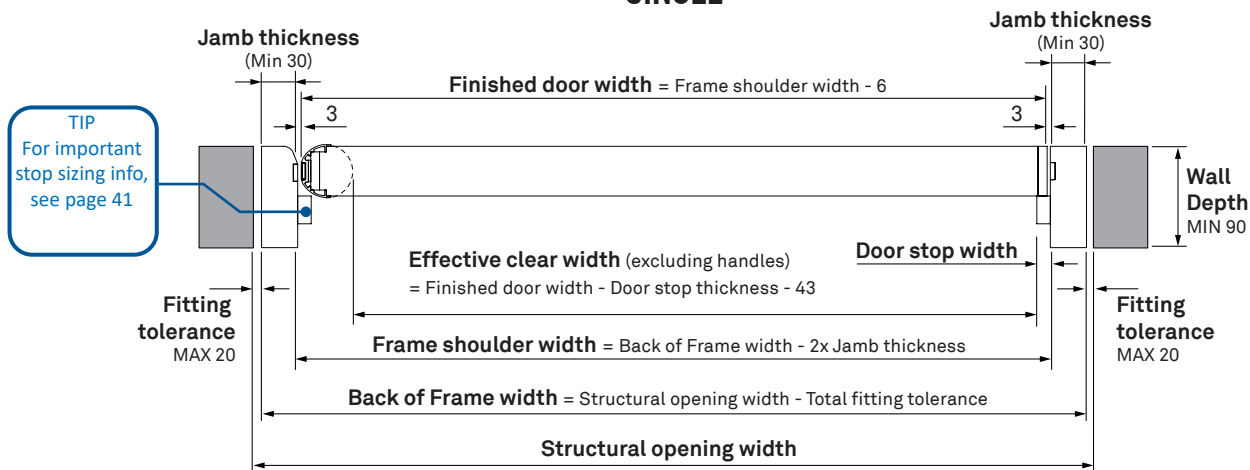 Jamb thickness
(Min 30)
Jamb thickness
(Min 30)
Finished door width = Frame shoulder width - 6
3
3
TIP
For important
stop sizing info,
see page 41
Wall
Depth
MIN 90
Effective clear width (excluding handles)
= Finished door width - Door stop thickness - 43
Door stop width
Fitting
tolerance
MAX 20
Fitting
tolerance
MAX 20
Frame shoulder width = Back of Frame width - 2x Jamb thickness
Back of Frame width = Structural opening width - Total fitting tolerance
Structural opening width